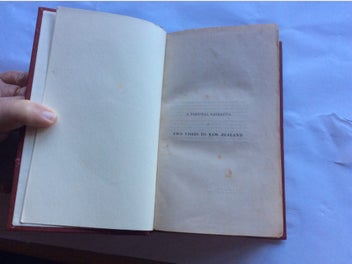 A PERSONAL NARRATIVE
OF
TWO VISITS TO NEW ZEALAND